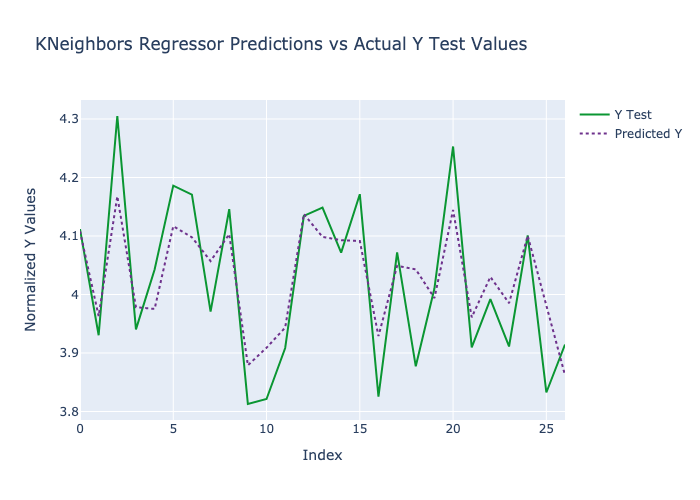 KNeighbors Regressor Predictions vs Actual Y Test Values
Y Test
Predicted Y
Normalized Y Values
4.3
4.2
4.1
4
3.9
3.8
0 5 10 15 20 25
Index